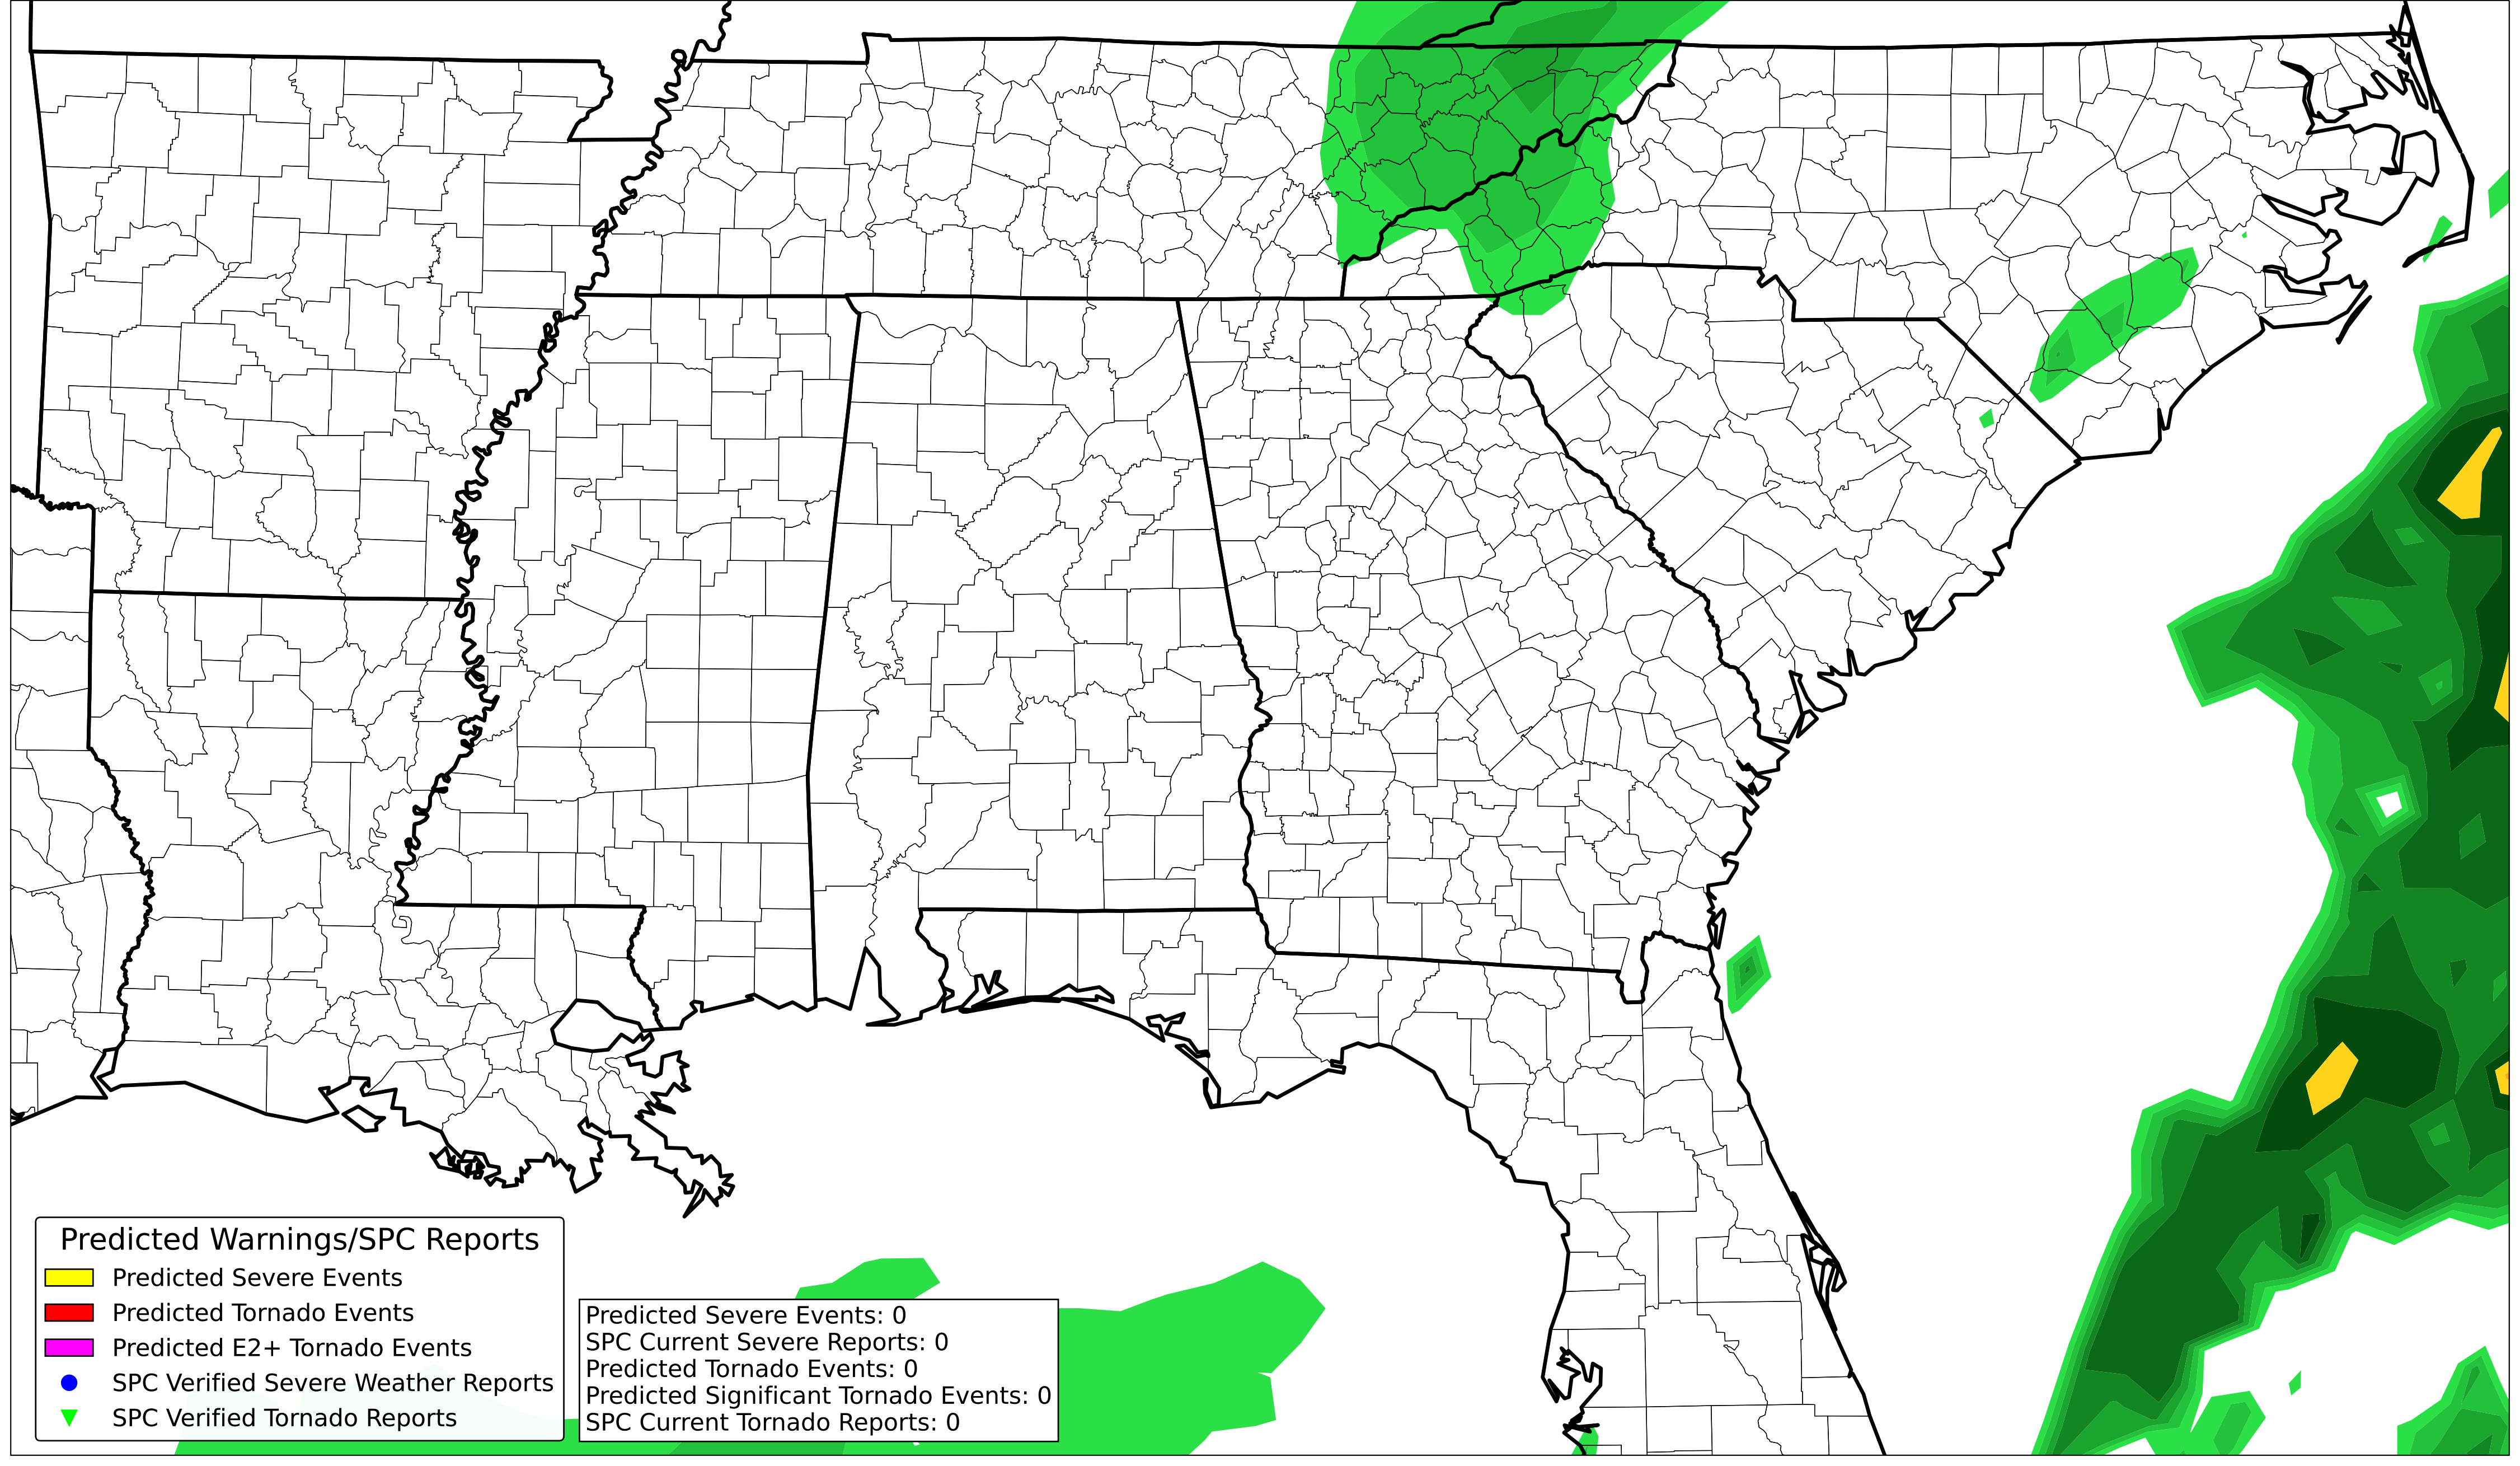 Predicted Warnings/SPC Reports
Predicted Severe Events
Predicted Tornado Events
Predicted E2+ Tornado Events
SPC Verified Severe Weather Reports
SPC Verified Tornado Reports
Predicted Severe Events: 0
SPC Current Severe Reports: 0
Predicted Tornado Events: 0
Predicted Significant Tornado Events: 0
SPC Current Tornado Reports: 0